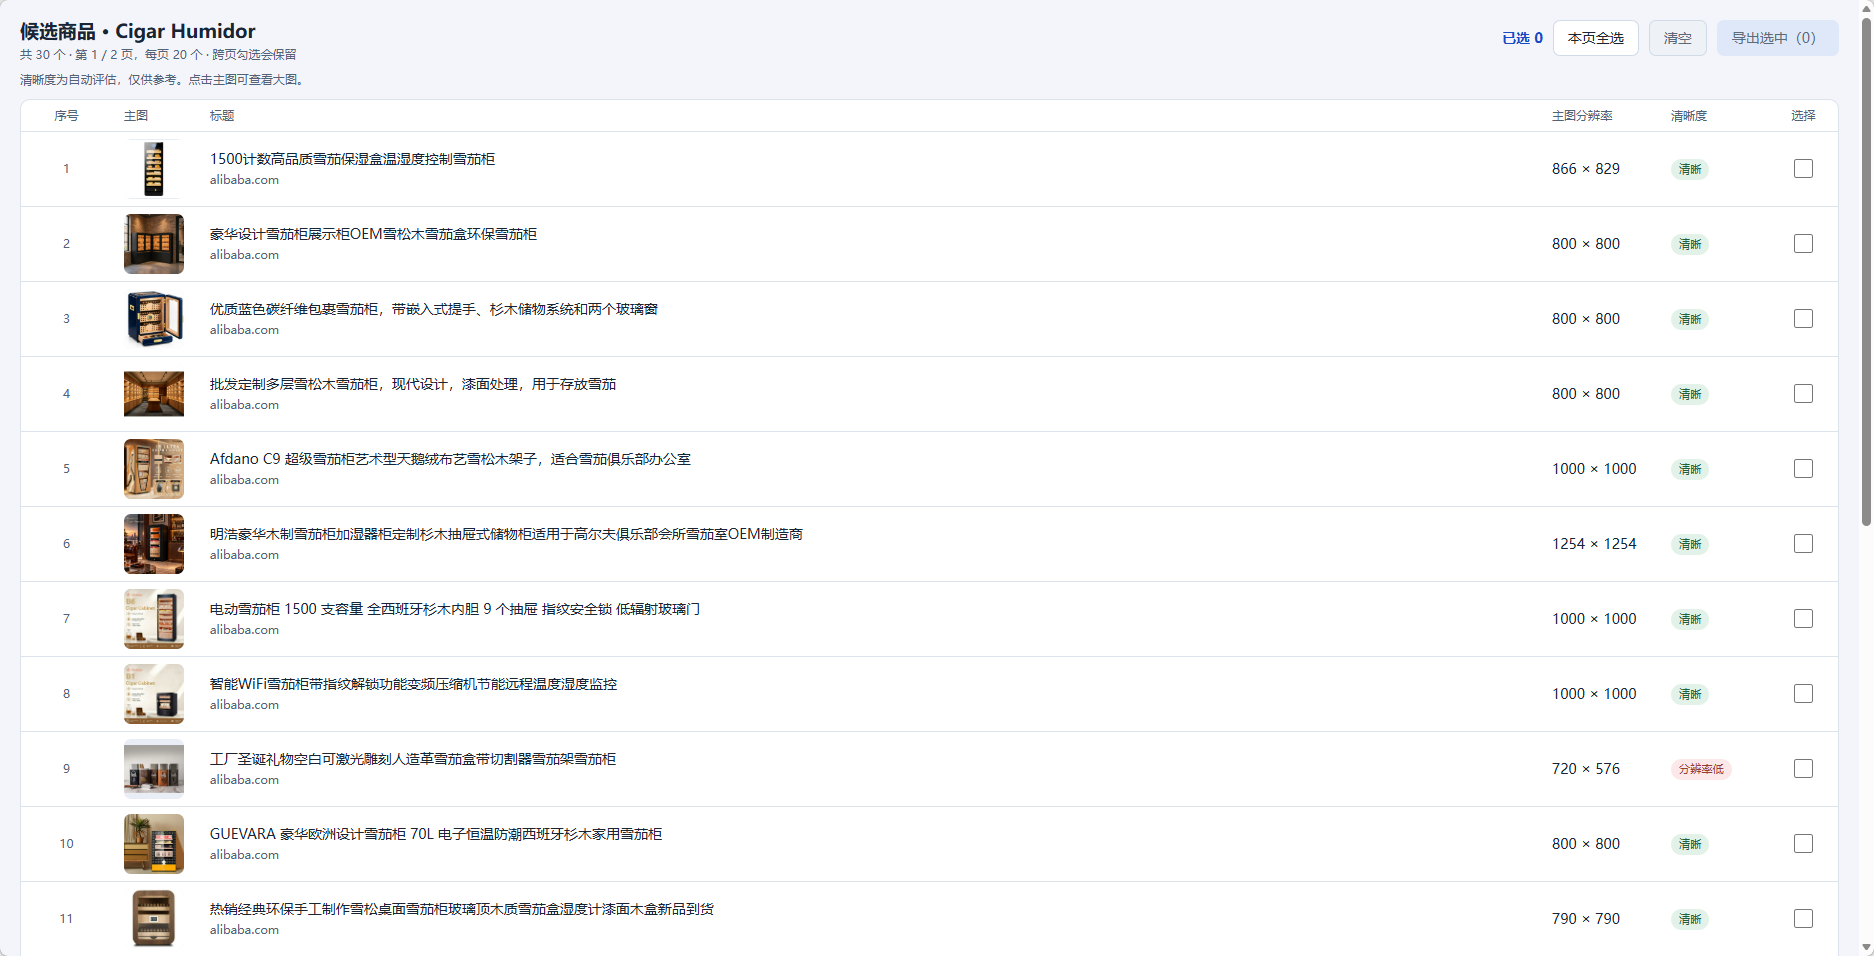 候选商品 • Cigar Humidor
共 30 个 · 第 1 / 2 页，每页 20 个 · 跨页勾选会保留
清晰度为自动评估，仅供参考。点击主图可查看大图。
已选 0
本页全选
清空
导出选中（0）
序号 主图 标题 主图分辨率 清晰度 选择
1 1500计数高品质雪茄保湿盒温湿度控制雪茄柜 866 × 829 清晰
alibaba.com
2 豪华设计雪茄柜展示柜OEM雪松木雪茄盒环保雪茄柜 800 × 800 清晰
alibaba.com
3 优质蓝色碳纤维包裹雪茄柜，带嵌入式提手、杉木储物系统和两个玻璃窗 800 × 800 清晰
alibaba.com
4 批发定制多层雪松木雪茄柜，现代设计，漆面处理，用于存放雪茄 800 × 800 清晰
alibaba.com
5 Afdano C9 超级雪茄柜艺术型天鹅绒布艺雪松木架子，适合雪茄俱乐部办公室 1000 × 1000 清晰
alibaba.com
6 明浩豪华木制雪茄柜加湿器柜定制杉木抽屉式储物柜适用于高尔夫俱乐部会所雪茄室OEM制造商 1254 × 1254 清晰
alibaba.com
7 电动雪茄柜 1500 支容量 全西班牙杉木内胆 9 个抽屉 指纹安全锁 低辐射玻璃门 1000 × 1000 清晰
alibaba.com
8 智能WiFi雪茄柜带指纹解锁功能变频压缩机节能远程温度湿度监控 1000 × 1000 清晰
alibaba.com
9 工厂圣诞礼物空白可激光雕刻人造革雪茄盒带切割器雪茄架雪茄柜 720 × 576 分辨率低
alibaba.com
10 GUEVARA 豪华欧洲设计雪茄柜 70L 电子恒温防潮西班牙杉木家用雪茄柜 800 × 800 清晰
alibaba.com
11 热销经典环保手工制作雪松桌面雪茄柜玻璃顶木质雪茄盒湿度计漆面木盒新品到货 790 × 790 清晰
alibaba.com